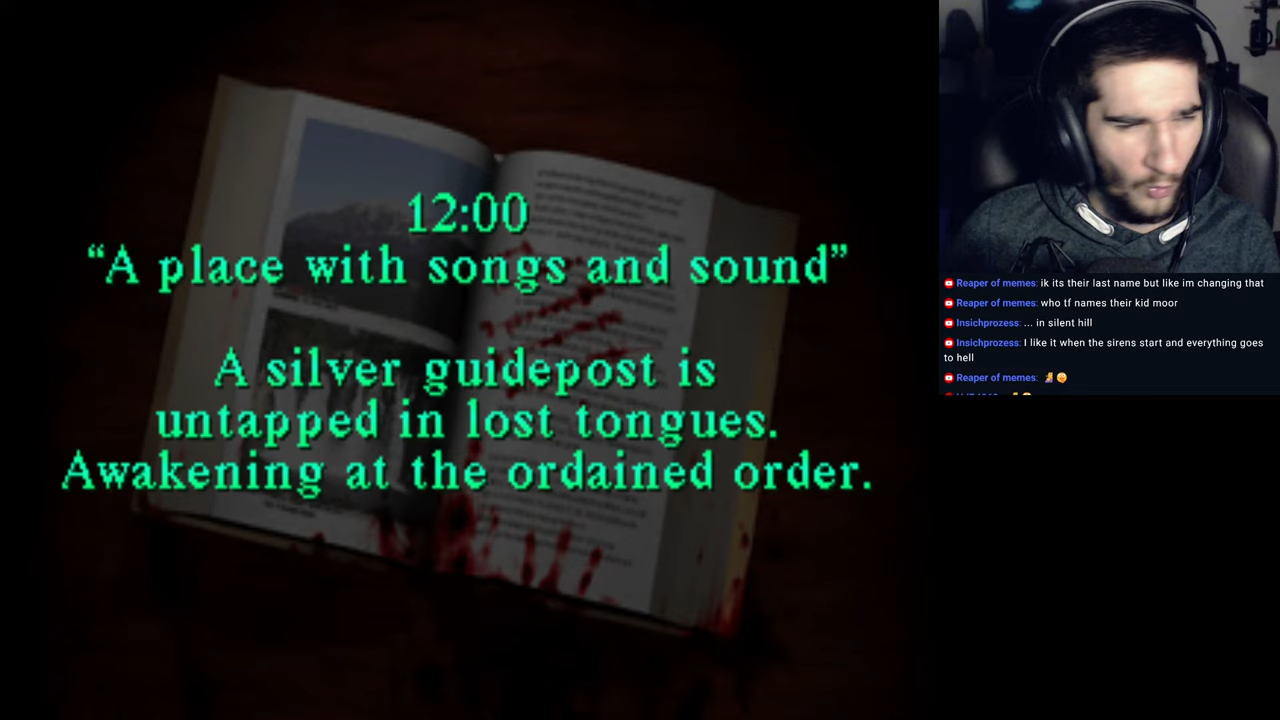 12:00
“A place with songs and sound”
A silver guidepost is
untapped in lost tongues.
Awakening at the ordained order.
Reaper of memes: ik its their last name but like im changing that
Reaper of memes: who tf names their kid moor
Insichprozess: ... in silent hill
Insichprozess: I like it when the sirens start and everything goes
to hell
Reaper of memes: